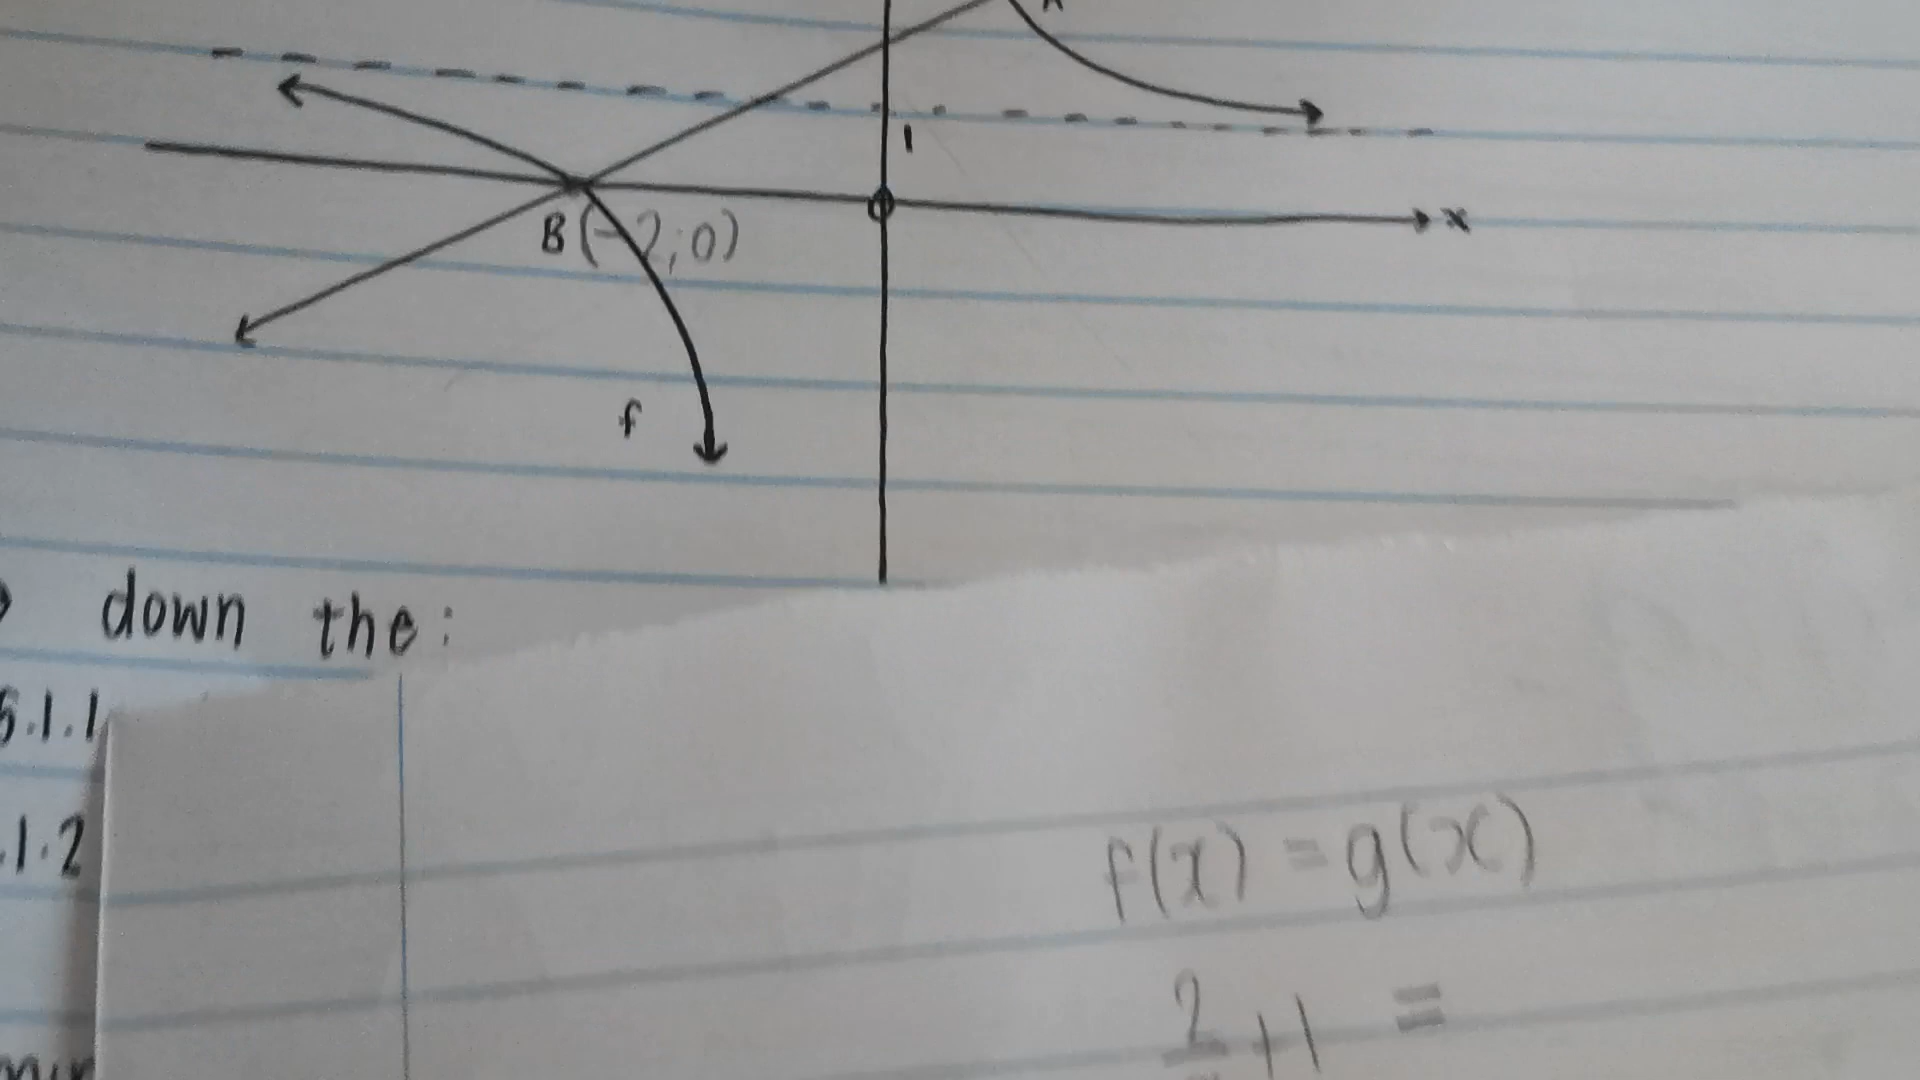 1
x
B(-2;0)
f
down the:
5.1.1
.1.2
f(x) = g(x)
2
+1 =